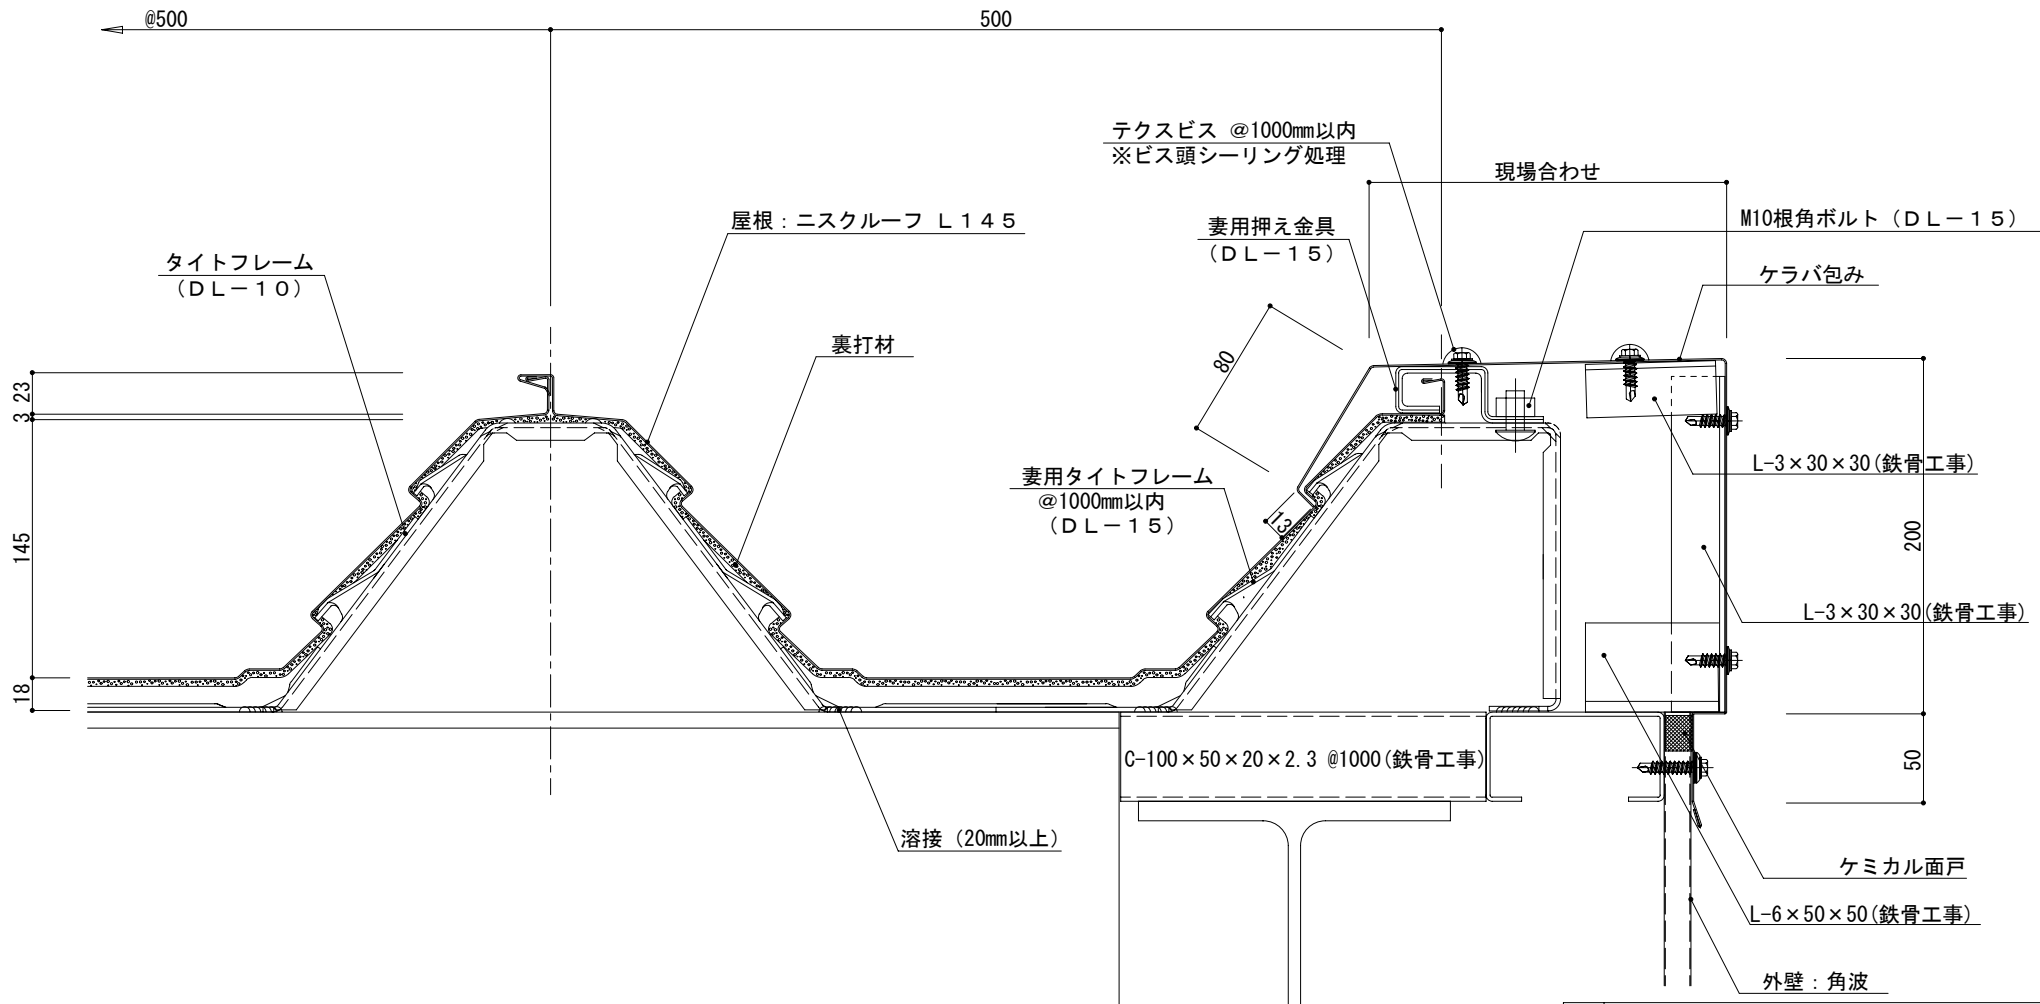 @500
500
テクスビス @1000mm以内
※ビス頭シーリング処理
現場合わせ
屋根：ニスクルーフ Ｌ１４５
妻用押え金具
（ＤＬ－１５）
M10根角ボルト（ＤＬ－１５）
タイトフレーム
（ＤＬ－１０）
ケラバ包み
裏打材
80
23
3
145
18
妻用タイトフレーム
@1000mm以内
（ＤＬ－１５）
13
L-3×30×30(鉄骨工事)
200
L-3×30×30(鉄骨工事)
C-100×50×20×2.3 @1000(鉄骨工事)
50
溶接（20mm以上）
ケミカル面戸
L-6×50×50(鉄骨工事)
外壁：角波